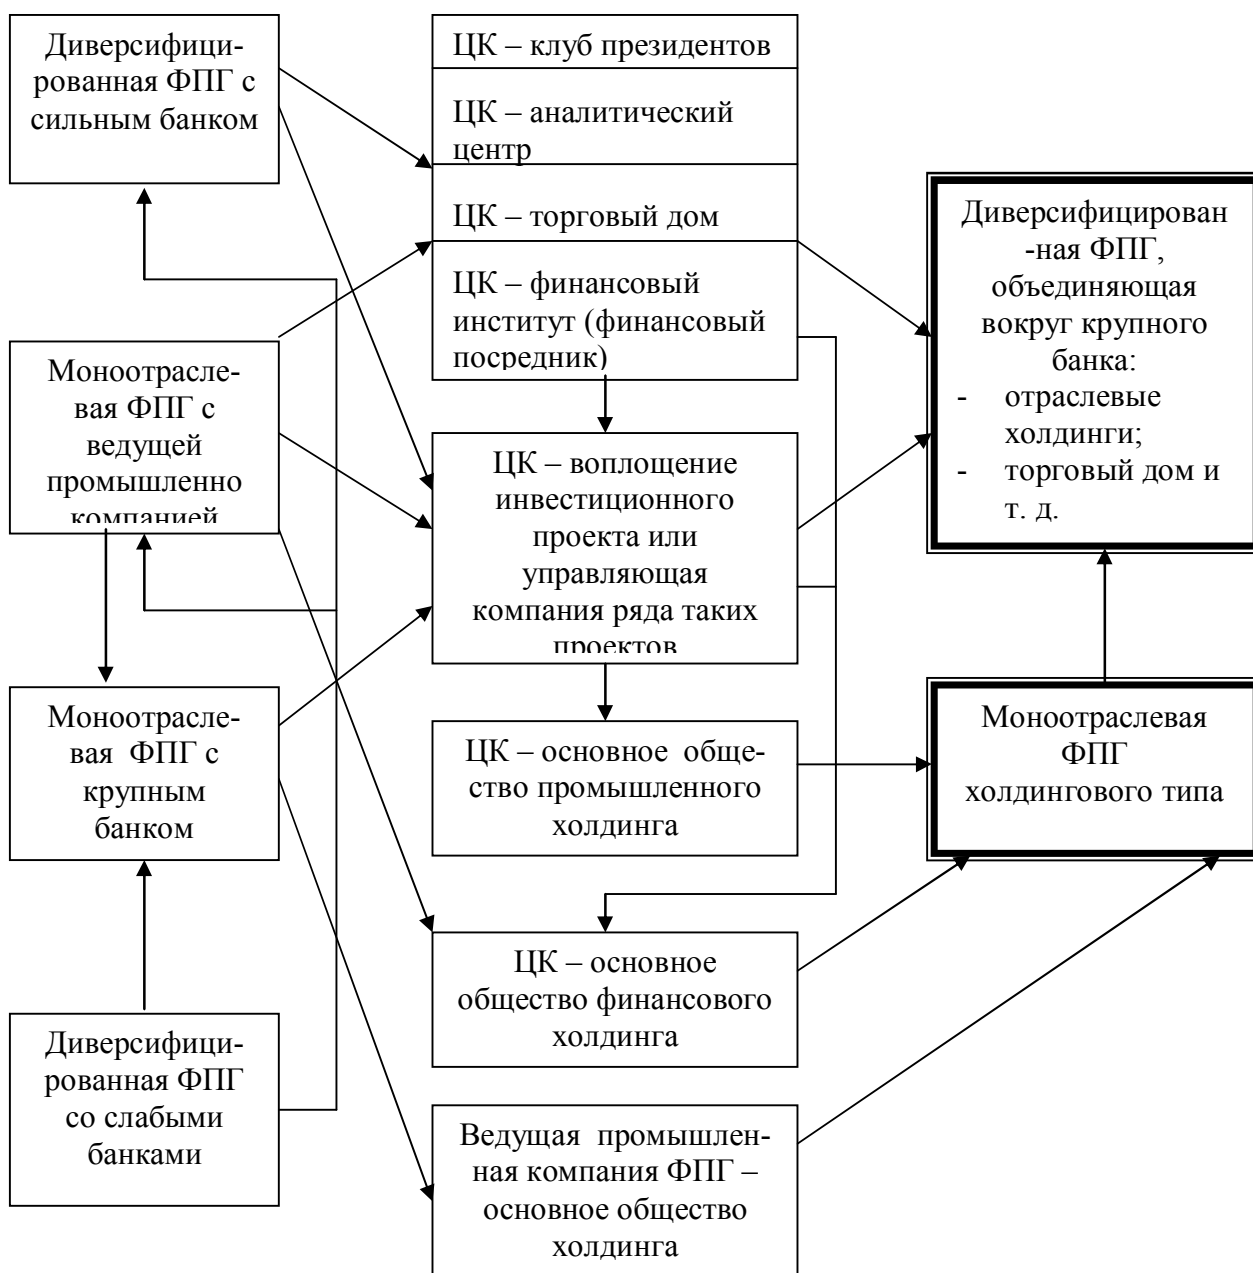 Диверсифици-
рованная ФПГ с
сильным банком
Моноотрасле-
вая ФПГ с
ведущей
промышленно
компанией
Моноотрасле-
вая ФПГ с
крупным
банком
Диверсифици-
рованная ФПГ
со слабыми
банками
ЦК – клуб президентов
ЦК – аналитический
центр
ЦК – торговый дом
ЦК – финансовый
институт (финансовый
посредник)
ЦК – воплощение
инвестиционного
проекта или
управляющая
компания ряда таких
проектов
ЦК – основное обще-
ство промышленного
холдинга
ЦК – основное
общество финансового
холдинга
Ведущая промышлен-
ная компания ФПГ –
основное общество
холдинга
Диверсифицирован
-ная ФПГ,
объединяющая
вокруг крупного
банка:
- отраслевые
холдинги;
- торговый дом и
т. д.
Моноотраслевая
ФПГ
холдингового типа